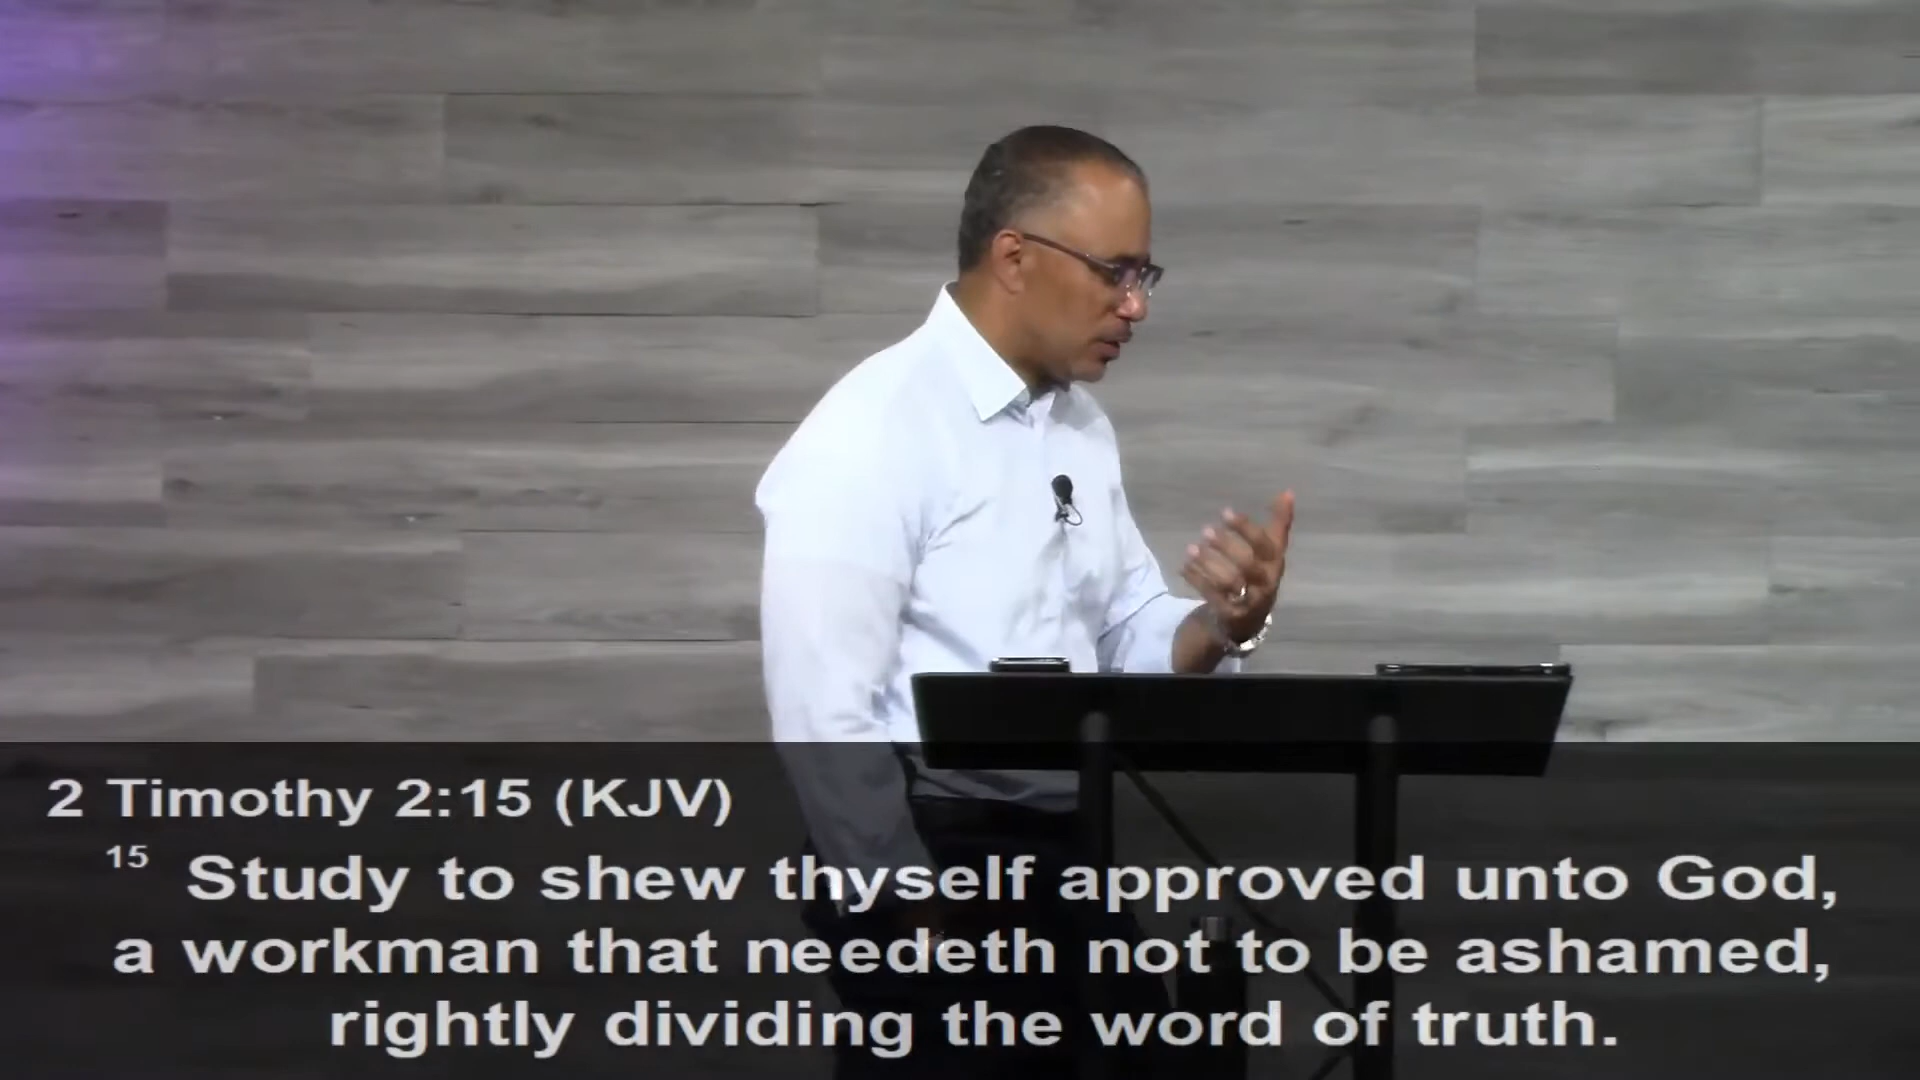 2 Timothy 2:15 (KJV)
15 Study to shew thyself approved unto God,
a workman that needeth not to be ashamed,
rightly dividing the word of truth.